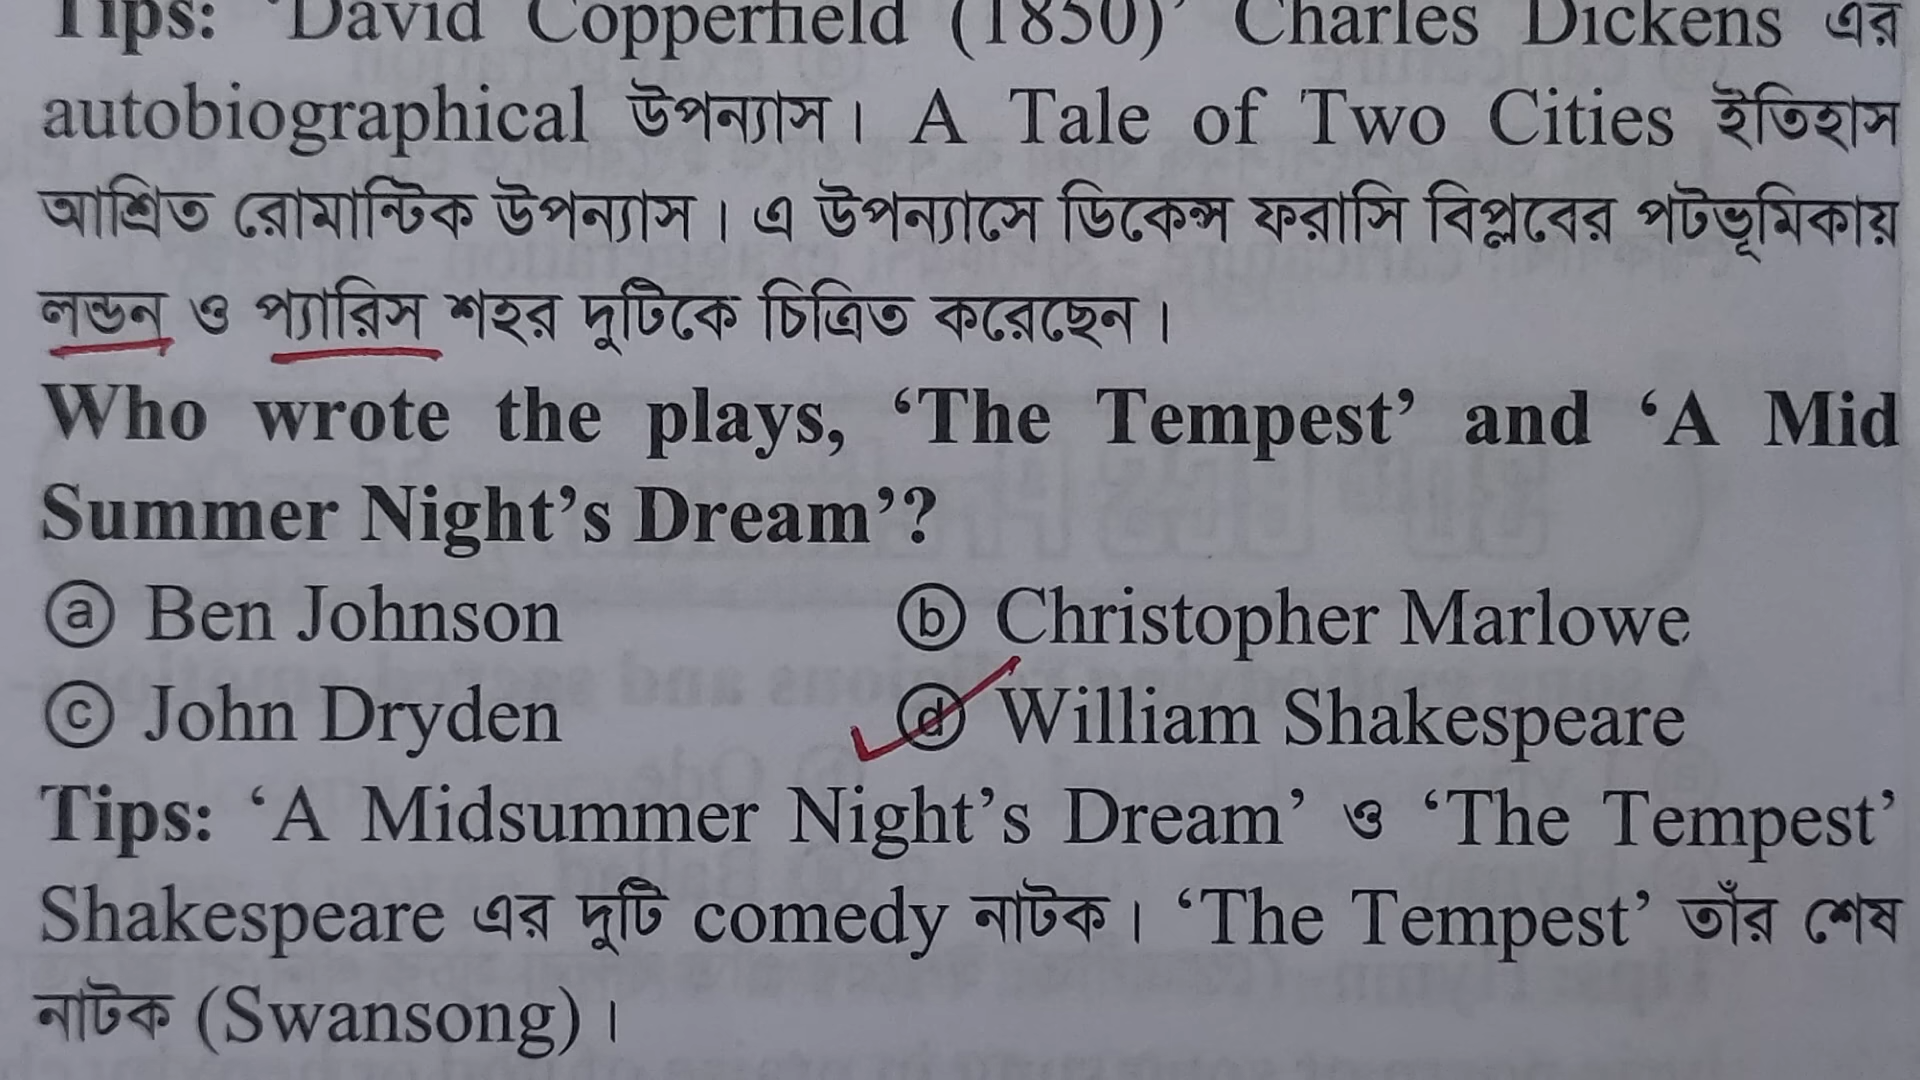 Tips: 'David Copperfield (1850)' Charles Dickens এর
autobiographical উপন্যাস। A Tale of Two Cities ইতিহাস
আশ্রিত রোমান্টিক উপন্যাস। এ উপন্যাসে ডিকেন্স ফরাসি বিপ্লবের পটভূমিকায়
লন্ডন ও প্যারিস শহর দুটিকে চিত্রিত করেছেন।
Who wrote the plays, ‘The Tempest’ and ‘A Mid
Summer Night’s Dream’?
ⓐ Ben Johnson ⓑ Christopher Marlowe
ⓒ John Dryden ⓓ William Shakespeare
Tips: ‘A Midsummer Night’s Dream’ ও ‘The Tempest’
Shakespeare এর দুটি comedy নাটক। ‘The Tempest’ তাঁর শেষ
নাটক (Swansong)।